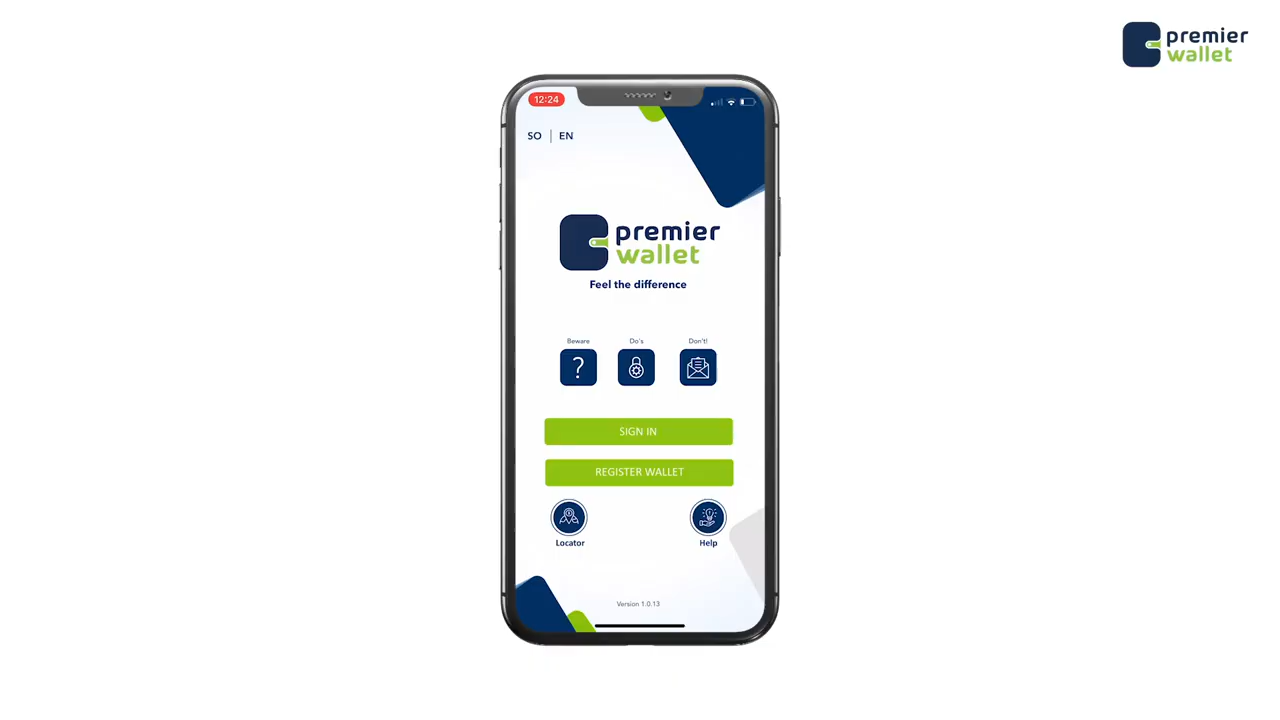 premier
wallet
12:24
SO | EN
premier
wallet
Feel the difference
Beware
Do's
Don't!
SIGN IN
REGISTER WALLET
Locator
Help
Version 1.0.13